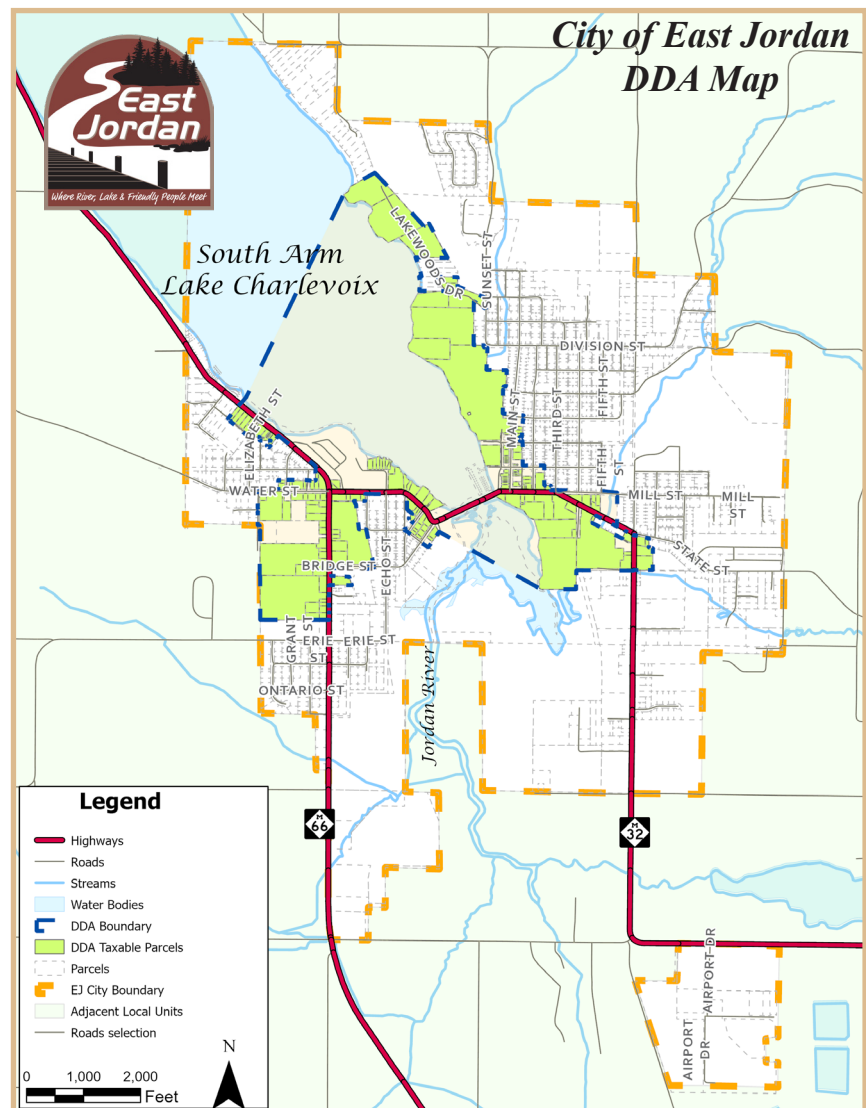 City of East Jordan
DDA Map
East
Jordan
Where River, Lake & Friendly People Meet
South Arm
Lake Charlevoix
LAKEWOODS DR
SUNSET ST
DIVISION ST
MAIN ST
THIRD ST
FIFTH ST
FIFTH
ST
ELIZABETH ST
WATER ST
MILL ST
MILL
ST
STATE ST
BRIDGE ST
ECHO ST
GRANT
ST
ERIE
ST
ERIE ST
ONTARIO ST
Jordan River
M
66
M
32
AIRPORT DR
AIRPORT
DR
Legend
Highways
Roads
Streams
Water Bodies
DDA Boundary
DDA Taxable Parcels
Parcels
EJ City Boundary
Adjacent Local Units
Roads selection
N
0 1,000 2,000
Feet